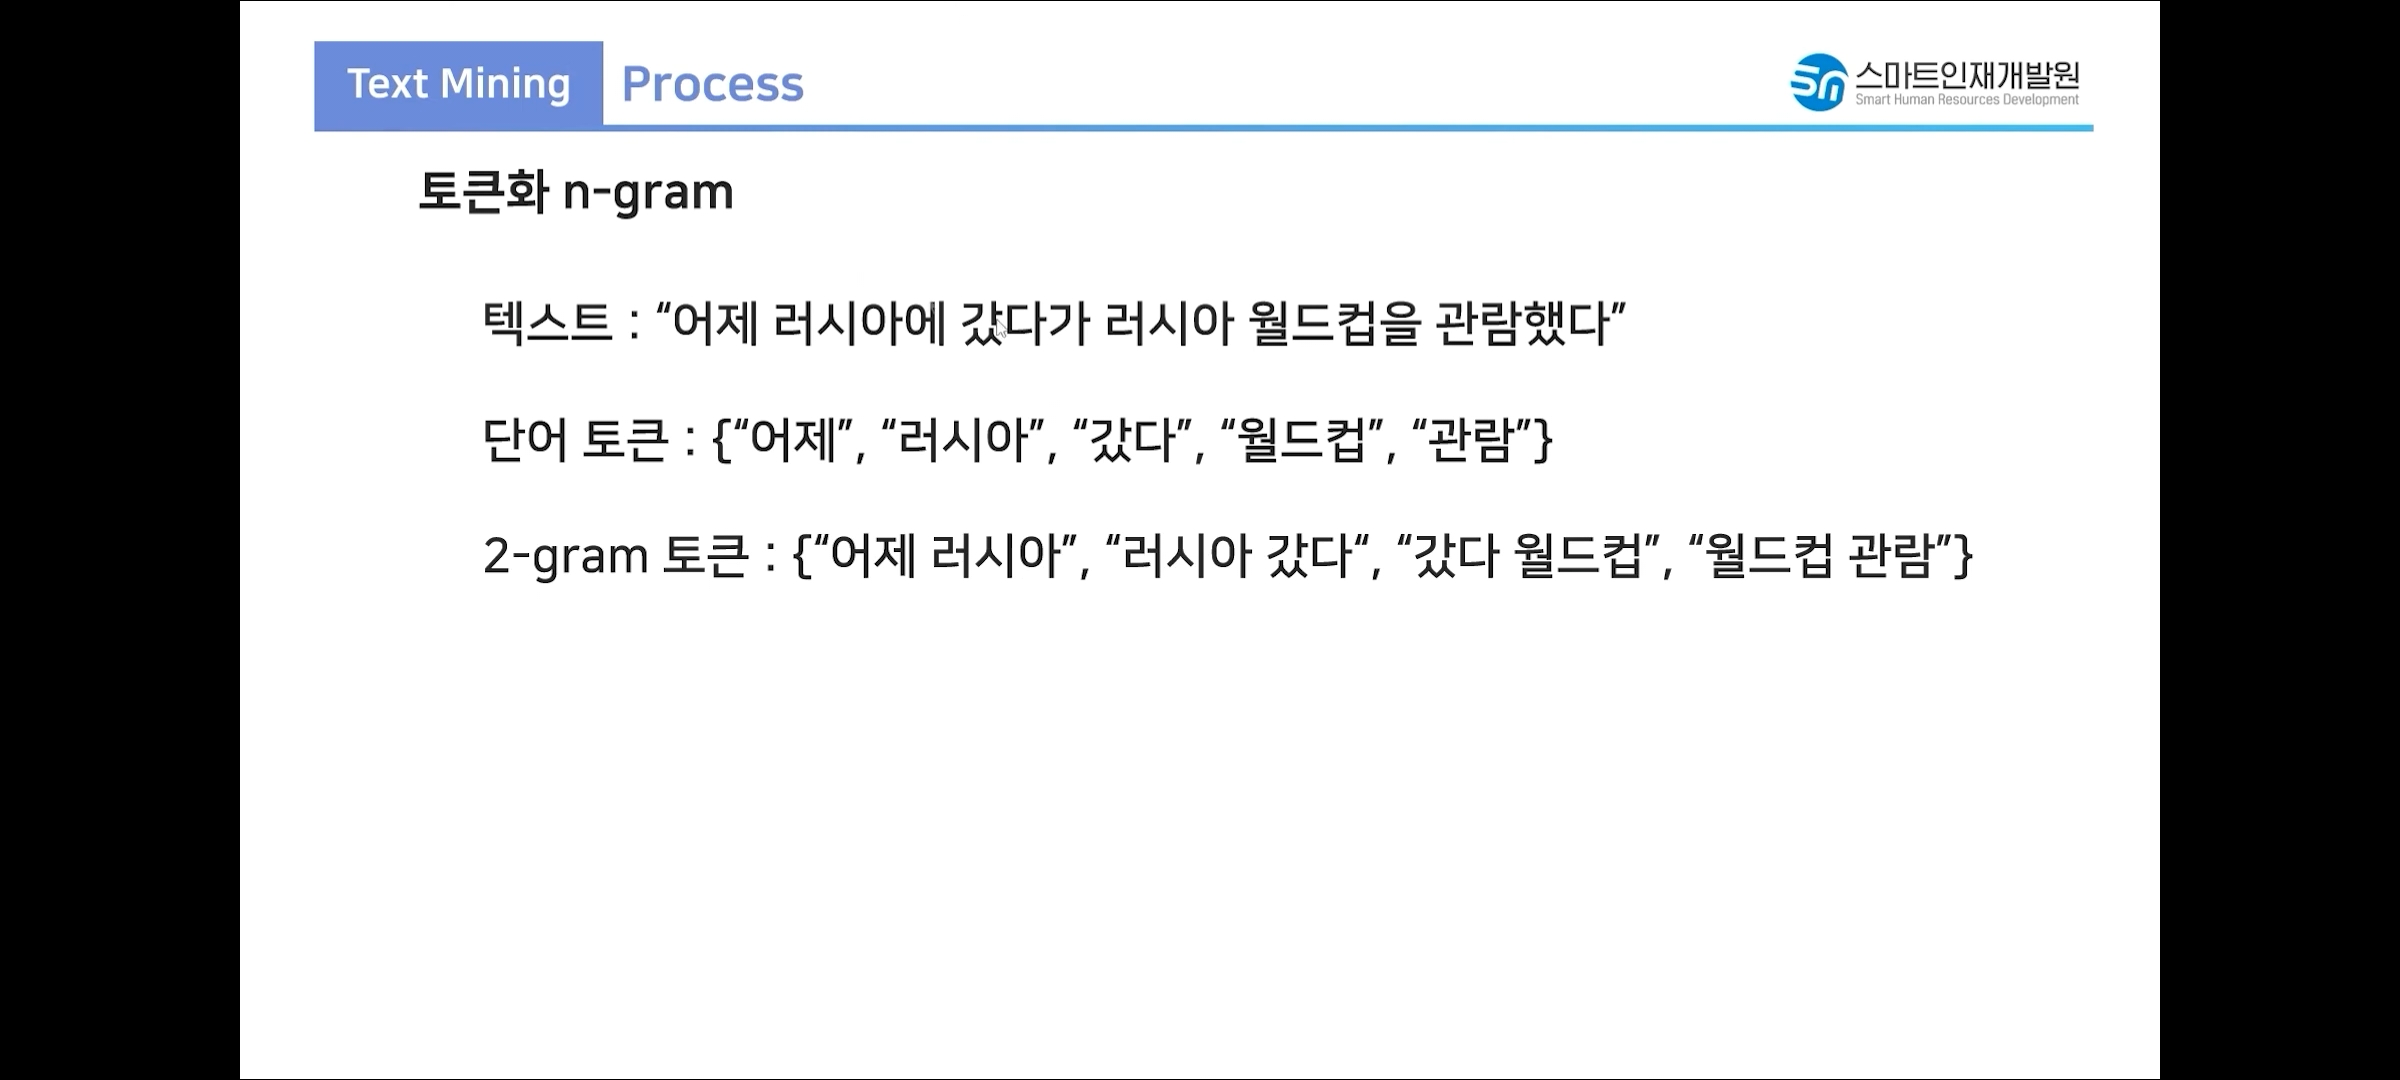 Text Mining Process
스마트인재개발원
Smart Human Resources Development
토큰화 n-gram
텍스트 : “어제 러시아에 갔다가 러시아 월드컵을 관람했다”
단어 토큰 : {“어제”, “러시아”, “갔다”, “월드컵”, “관람”}
2-gram 토큰 : {“어제 러시아”, “러시아 갔다“, “갔다 월드컵”, “월드컵 관람”}